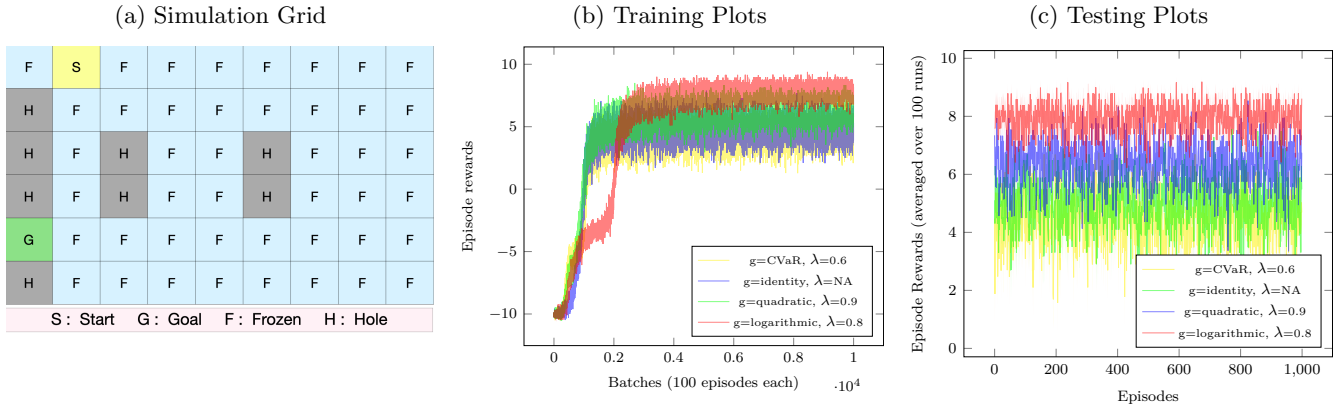 (a) Simulation Grid
F S F F F F F F F
H F F F F F F F F
H F H F F H F F F
H F H F F H F F F
G F F F F F F F F
H F F F F F F F F
S : Start G : Goal F : Frozen H : Hole
(b) Training Plots
Episode rewards
10
5
0
−5
−10
g=CVaR, λ=0.6
g=identity, λ=NA
g=quadratic, λ=0.9
g=logarithmic, λ=0.8
0 0.2 0.4 0.6 0.8 1
Batches (100 episodes each) ·10⁴
(c) Testing Plots
Episode Rewards (averaged over 100 runs)
10
8
6
4
2
0
g=CVaR, λ=0.6
g=identity, λ=NA
g=quadratic, λ=0.9
g=logarithmic, λ=0.8
0 200 400 600 800 1,000
Episodes